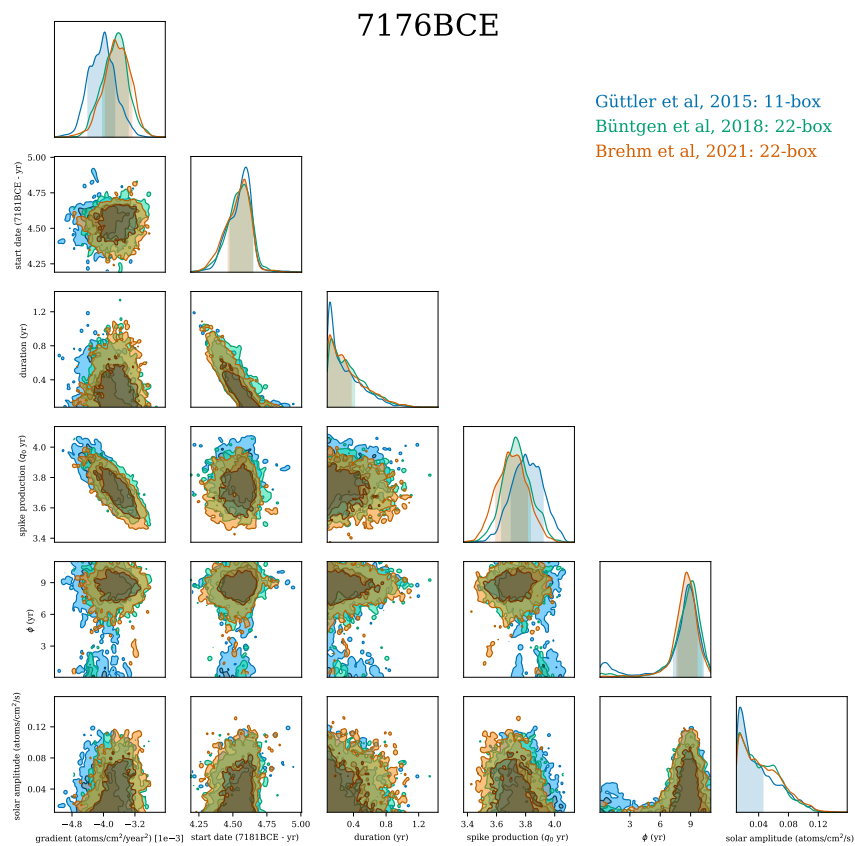 7176BCE
Güttler et al, 2015: 11-box
Büntgen et al, 2018: 22-box
Brehm et al, 2021: 22-box
start date (7181BCE - yr)
5.00
4.75
4.50
4.25
duration (yr)
1.2
0.8
0.4
spike production (q₀ yr)
4.0
3.8
3.6
3.4
ϕ (yr)
9
6
3
solar amplitude (atoms/cm²/s)
0.12
0.08
0.04
−4.8 −4.0 −3.2
4.25 4.50 4.75 5.00
0.4 0.8 1.2
3.4 3.6 3.8 4.0
3 6 9
0.04 0.08 0.12
gradient (atoms/cm²/year²) [1e−3]
start date (7181BCE - yr)
duration (yr)
spike production (q₀ yr)
ϕ (yr)
solar amplitude (atoms/cm²/s)